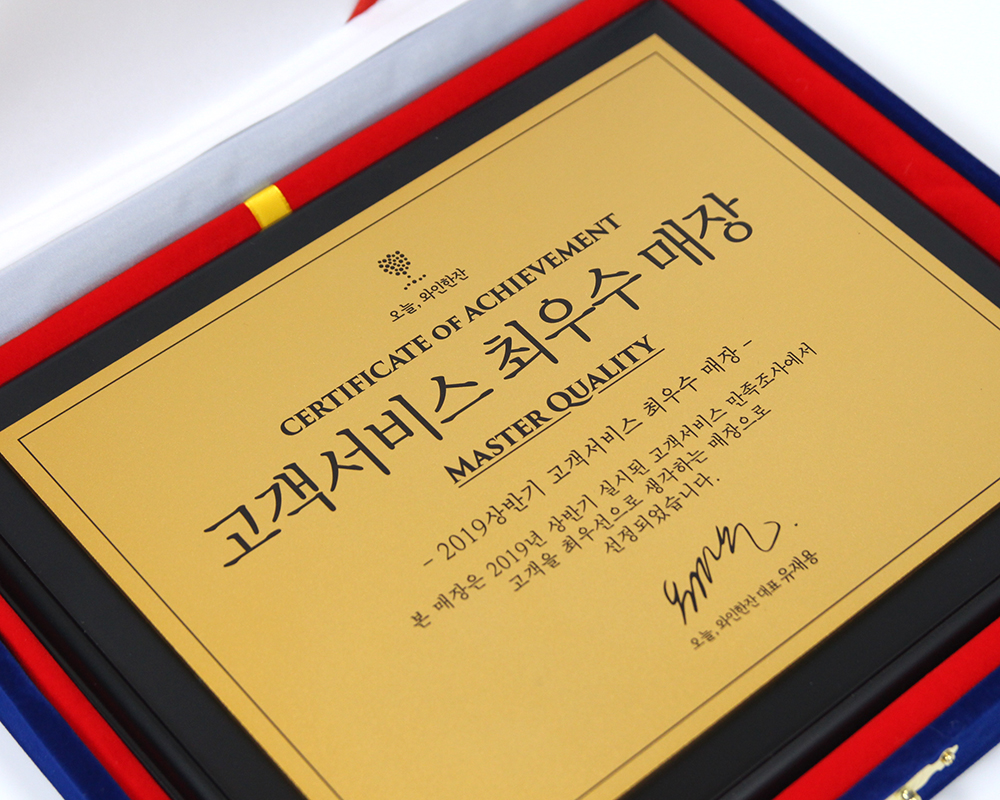 오늘, 와인한잔
CERTIFICATE OF ACHIEVEMENT
고객서비스 최우수 매장
MASTER QUALITY
- 2019상반기 고객서비스 최우수 매장 -
본 매장은 2019년 상반기 실시된 고객서비스 만족조사에서
고객을 최우선으로 생각하는 매장으로
선정되었습니다.
오늘, 와인한잔 대표 유재용